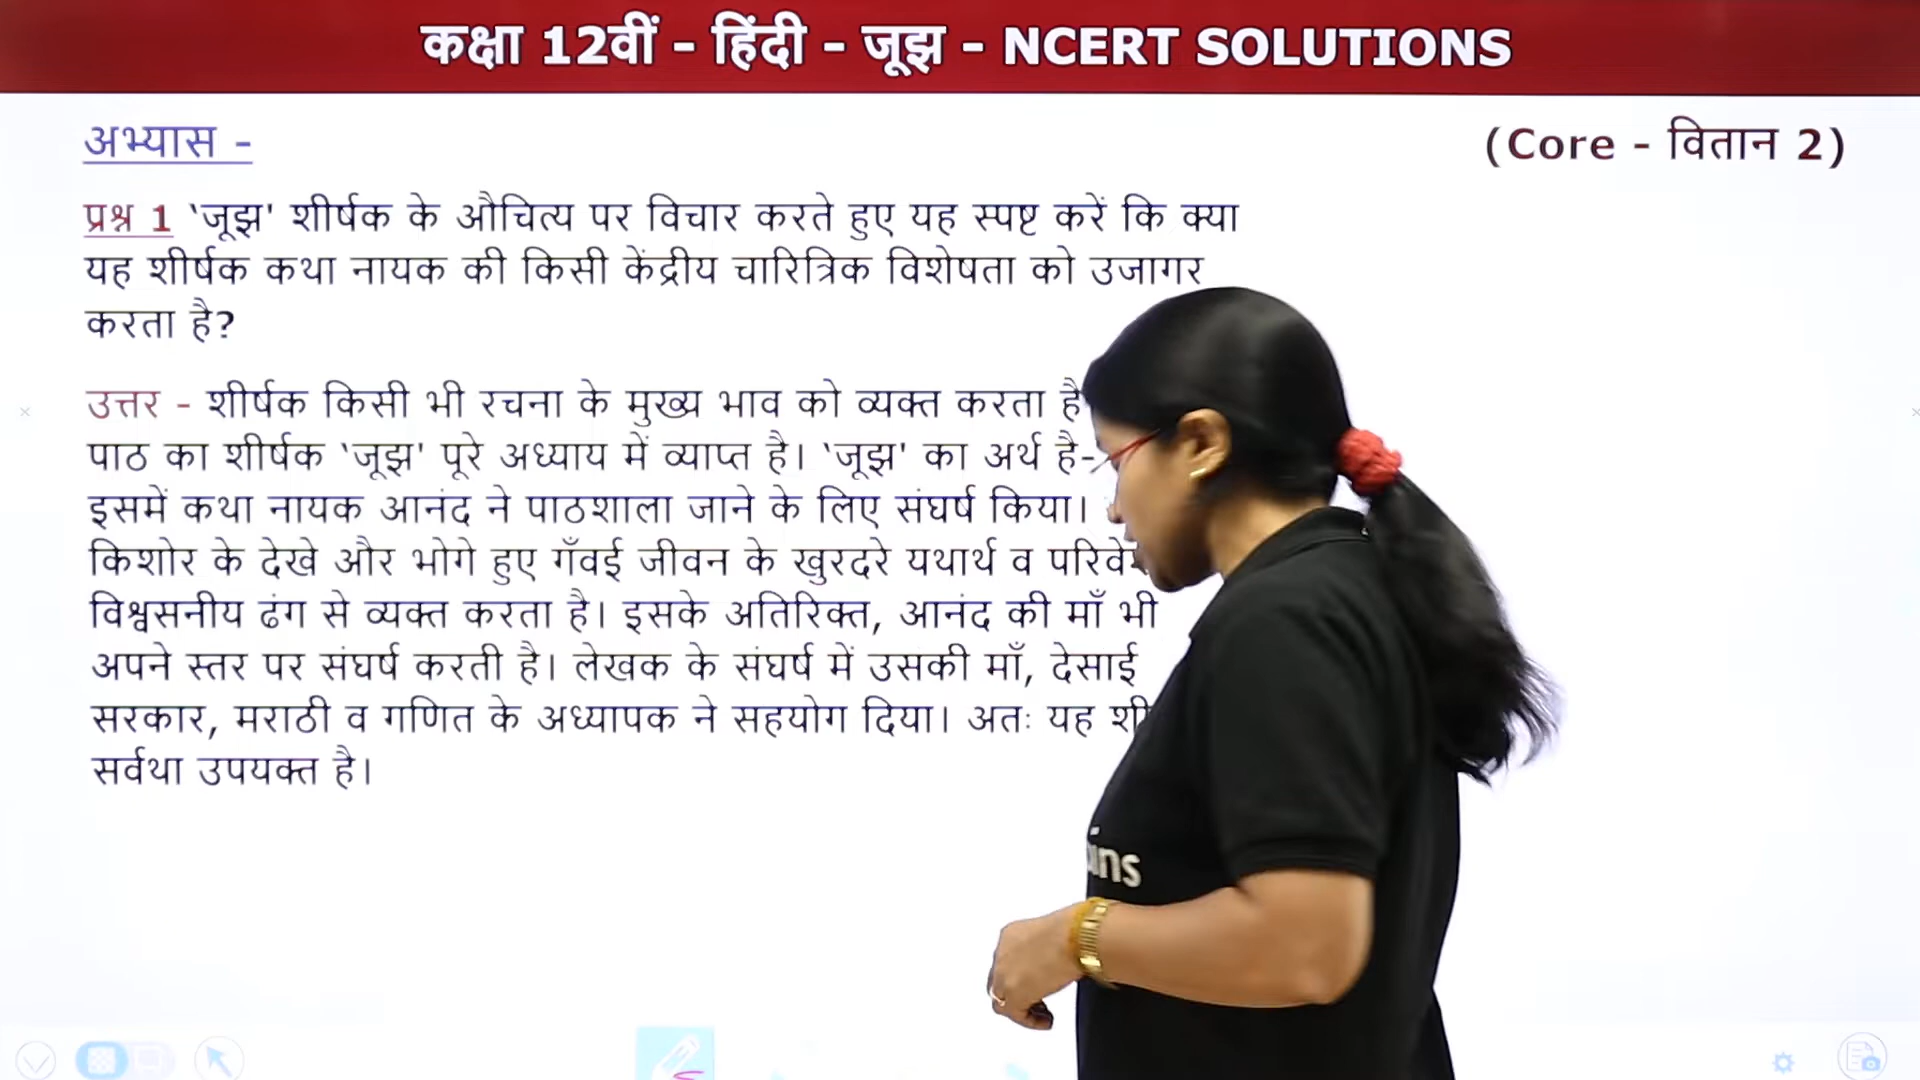 कक्षा 12वीं - हिंदी - जूझ - NCERT SOLUTIONS
अभ्यास -
(Core - वितान 2)
प्रश्न 1 'जूझ' शीर्षक के औचित्य पर विचार करते हुए यह स्पष्ट करें कि क्या
यह शीर्षक कथा नायक की किसी केंद्रीय चारित्रिक विशेषता को उजागर
करता है?
उत्तर - शीर्षक किसी भी रचना के मुख्य भाव को व्यक्त करता है
पाठ का शीर्षक 'जूझ' पूरे अध्याय में व्याप्त है। 'जूझ' का अर्थ है-
इसमें कथा नायक आनंद ने पाठशाला जाने के लिए संघर्ष किया।
किशोर के देखे और भोगे हुए गँवई जीवन के खुरदरे यथार्थ व
विश्वसनीय ढंग से व्यक्त करता है। इसके अतिरिक्त, आनंद की माँ भी
अपने स्तर पर संघर्ष करती है। लेखक के संघर्ष में उसकी माँ, देसाई
सरकार, मराठी व गणित के अध्यापक ने सहयोग दिया। अतः यह
सर्वथा उपयक्त है।